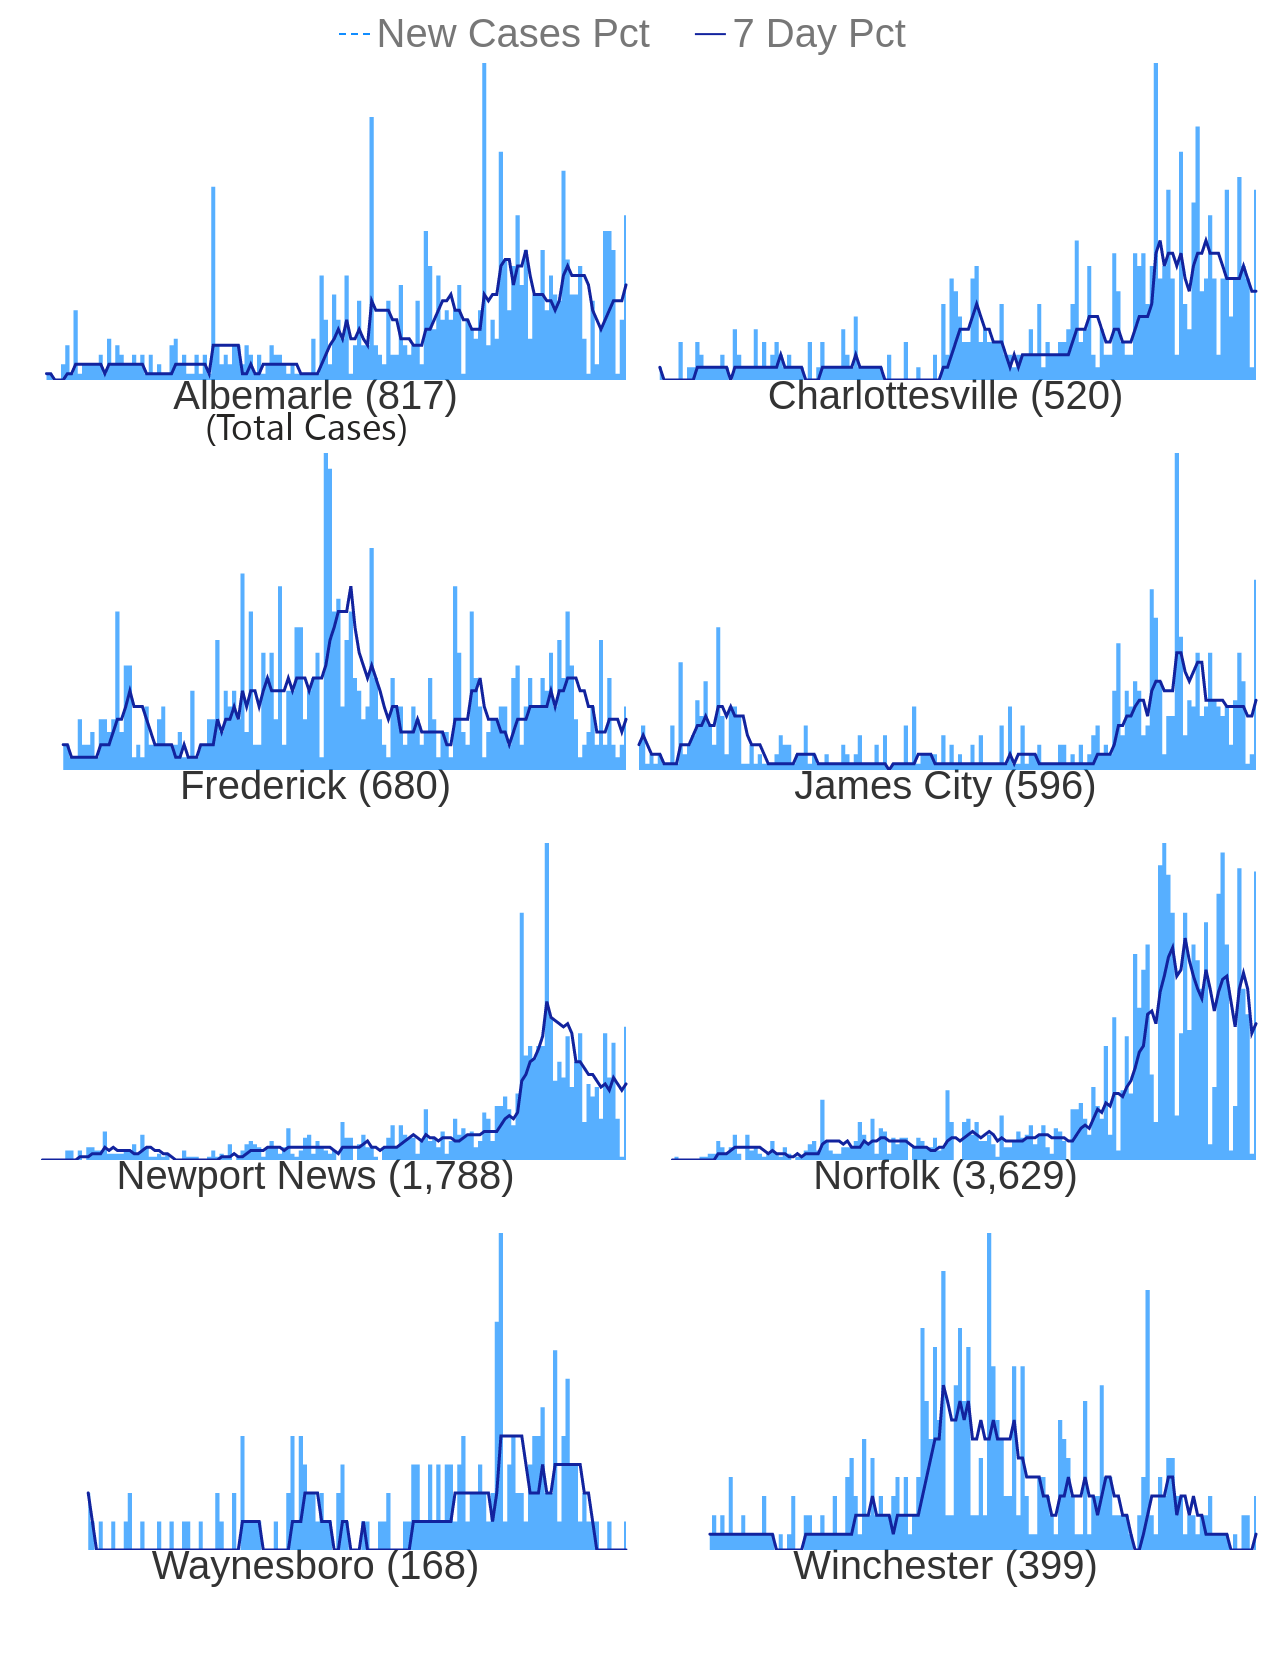 New Cases Pct 7 Day Pct
Albemarle (817) Charlottesville (520)
(Total Cases)
Frederick (680) James City (596)
Newport News (1,788) Norfolk (3,629)
Waynesboro (168) Winchester (399)